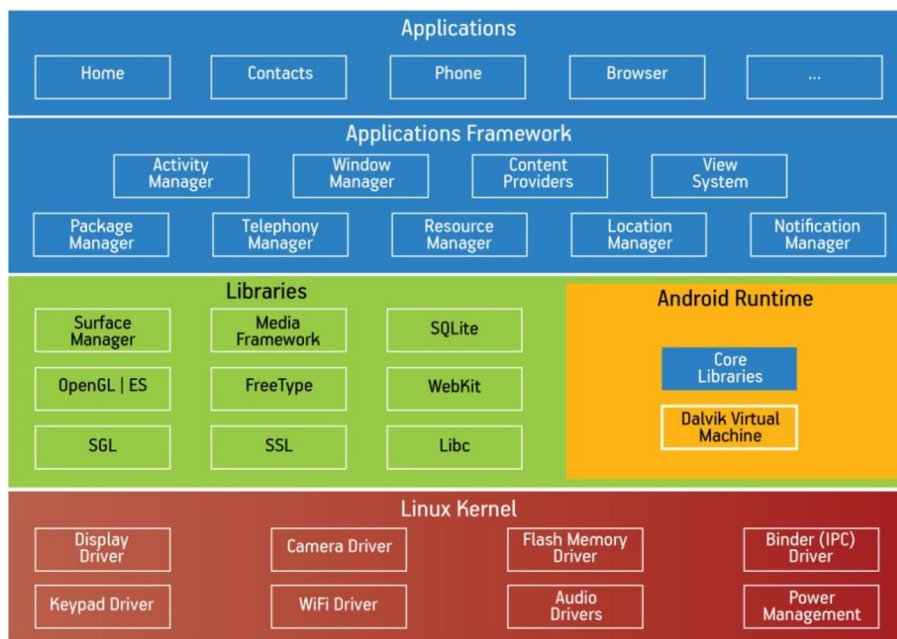 Applications
Home
Contacts
Phone
Browser
...
Applications Framework
Activity
Manager
Window
Manager
Content
Providers
View
System
Package
Manager
Telephony
Manager
Resource
Manager
Location
Manager
Notification
Manager
Libraries
Surface
Manager
Media
Framework
SQLite
OpenGL | ES
FreeType
WebKit
SGL
SSL
Libc
Android Runtime
Core
Libraries
Dalvik Virtual
Machine
Linux Kernel
Display
Driver
Camera Driver
Flash Memory
Driver
Binder (IPC)
Driver
Keypad Driver
WiFi Driver
Audio
Drivers
Power
Management